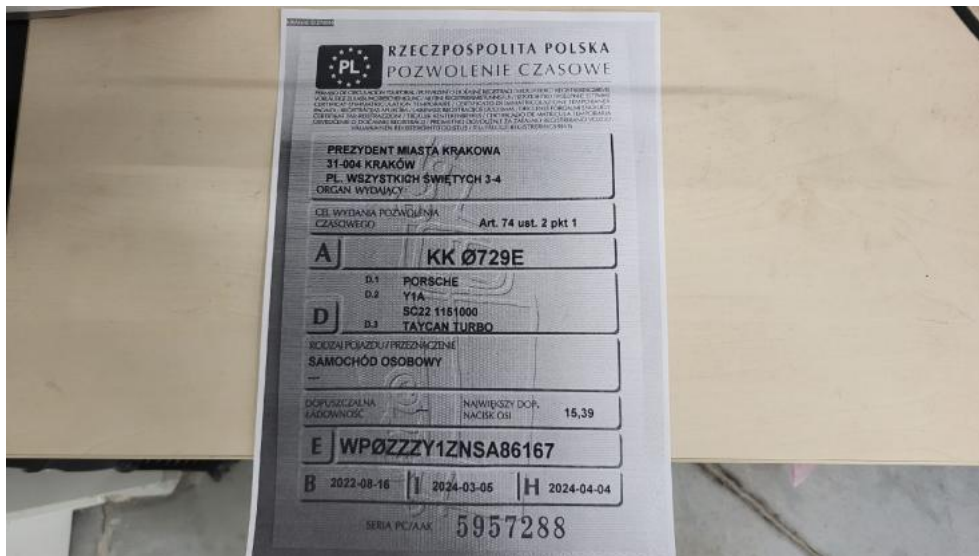 PL
RZECZPOSPOLITA POLSKA
POZWOLENIE CZASOWE
PREZYDENT MIASTA KRAKOWA
31-004 KRAKÓW
PL. WSZYSTKICH ŚWIĘTYCH 3-4
ORGAN WYDAJĄCY
CEL WYDANIA POZWOLENIA
CZASOWEGO Art. 74 ust. 2 pkt 1
A KK Ø729E
D.1 PORSCHE
D.2 Y1A
SC22 1151000
D D.3 TAYCAN TURBO
RODZAJ POJAZDU / PRZEZNACZENIE
SAMOCHÓD OSOBOWY
---
DOPUSZCZALNA ŁADOWNOŚĆ --- NAJWIĘKSZY DOP. NACISK OSI 15,39
E WPØZZZY1ZNSA86167
B 2022-08-16 I 2024-03-05 H 2024-04-04
SERIA PC/AAK 5957288